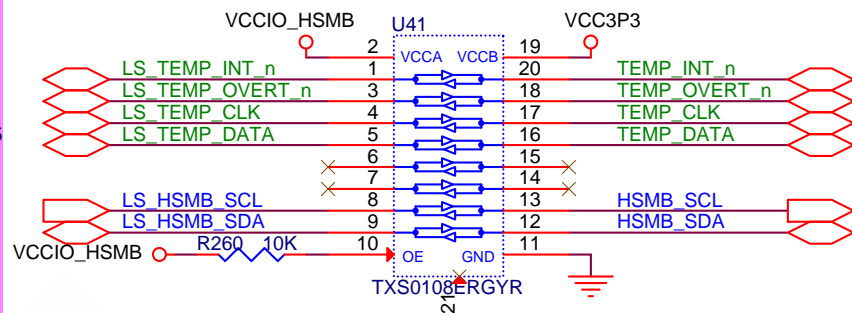 VCCIO_HSMB U41 VCC3P3
2 VCCA VCCB 19
LS_TEMP_INT_n 1 20 TEMP_INT_n
LS_TEMP_OVERT_n 3 18 TEMP_OVERT_n
LS_TEMP_CLK 4 17 TEMP_CLK
LS_TEMP_DATA 5 16 TEMP_DATA
6 15
7 14
LS_HSMB_SCL 8 13 HSMB_SCL
LS_HSMB_SDA 9 12 HSMB_SDA
VCCIO_HSMB R260 10K 10 OE GND 11
TXS0108ERGYR
21